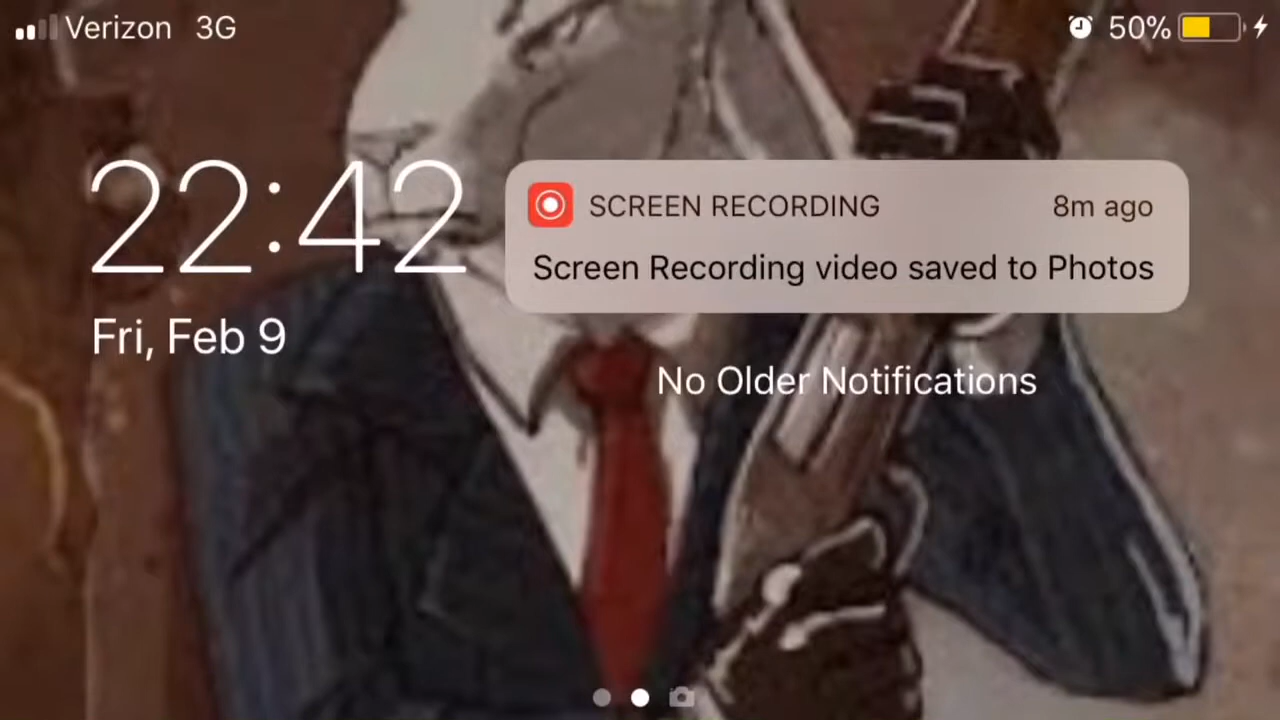 Verizon 3G
50%
22:42
Fri, Feb 9
SCREEN RECORDING 8m ago
Screen Recording video saved to Photos
No Older Notifications